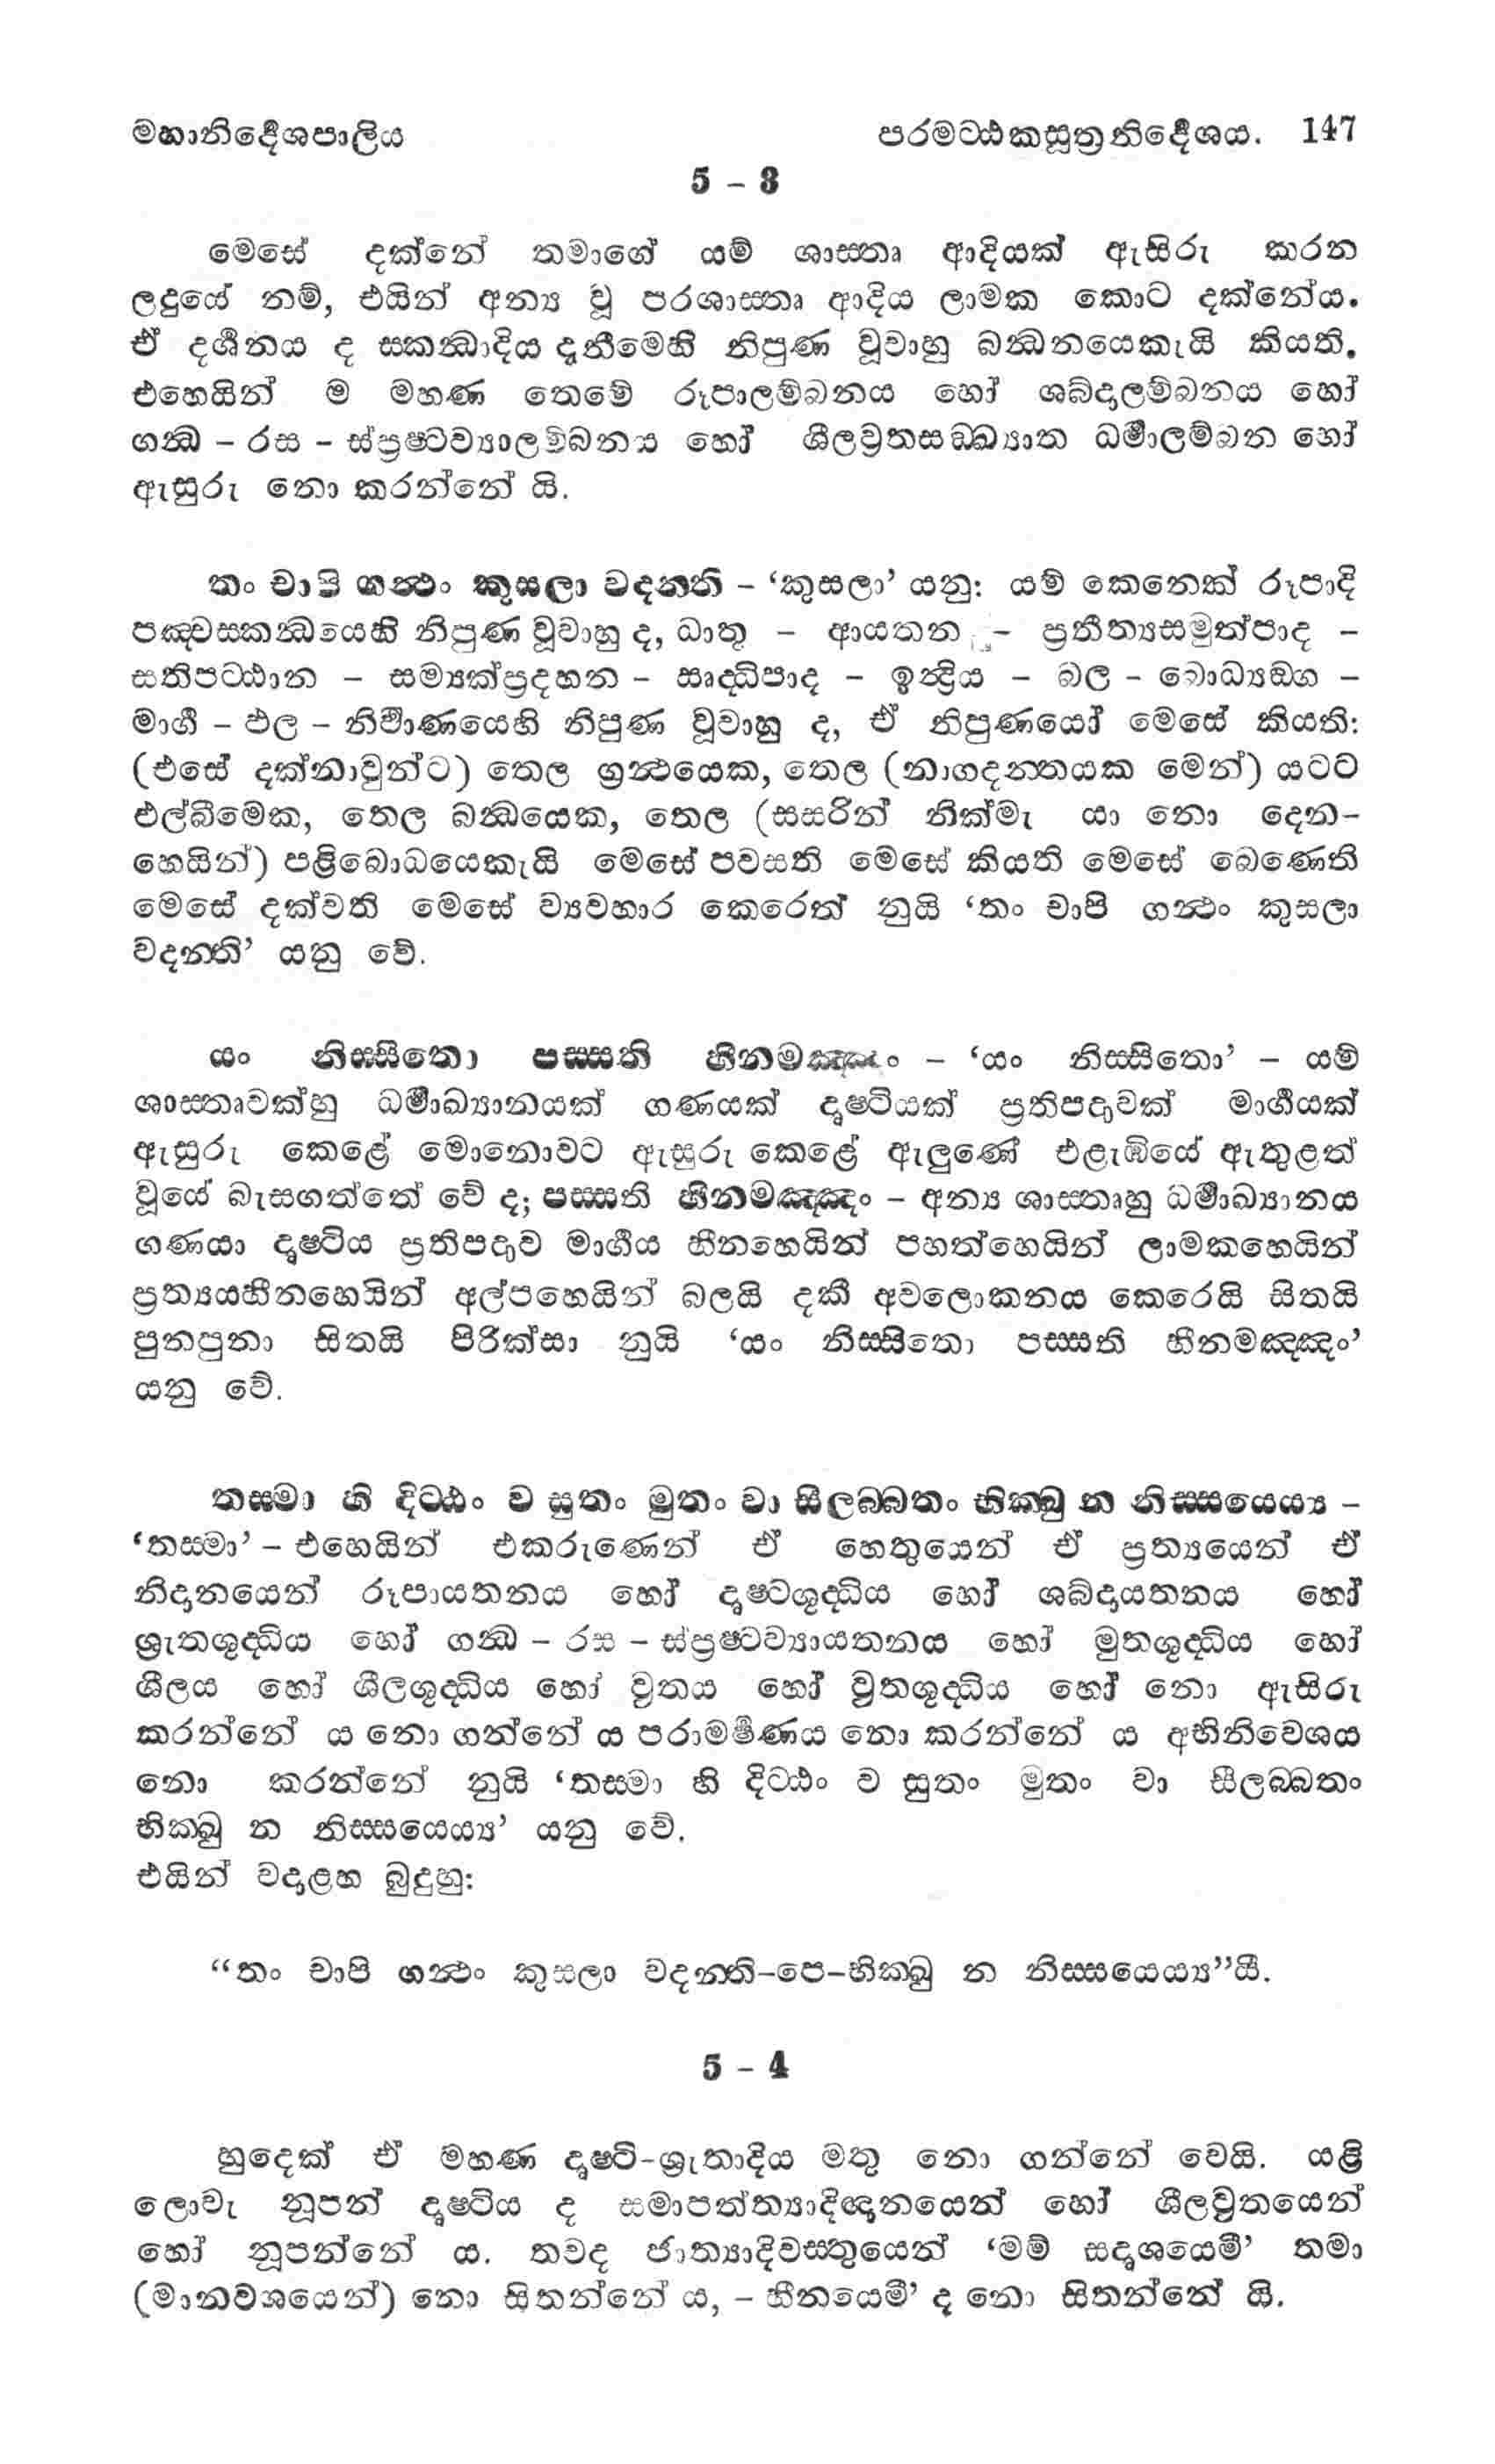 මහානිර්දේශපාලිය පරමට්ඨකසූත්‍රනිර්දේශය. 147
5 – 3
මෙසේ දක්නේ තමාගේ යම් ශාස්තෘ ආදියක් ඇසිරු කරන
ලදුයේ නම්, එයින් අන්‍ය වූ පරශාස්තෘ ආදිය ලාමක කොට දක්නේය.
ඒ දර්ශනය ද ස්කන්‍ධාදිය දැනීමෙහි නිපුණ වූවාහු බන්‍ධනයෙකැයි කියති.
එහෙයින් ම මහණ තෙමේ රූපාලම්බනය හෝ ශබ්දාලම්බනය හෝ
ගන්‍ධ – රස – ස්ප්‍රෂ්ටව්‍යාලම්බනය හෝ ශීලව්‍රතසඞ්ඛ්‍යාත ධර්මාලම්බන හෝ
ඇසුරු නො කරන්නේ යි.
තං චාපි ගන්‍ථං කුසලා වදන්ති – ‘කුසලා’ යනු: යම් කෙනෙක් රූපාදි
පඤ්චස්කන්‍ධයෙහි නිපුණ වූවාහු ද, ධාතු – ආයතන – ප්‍රතීත්‍යසමුත්පාද –
සතිපට්ඨාන – සම්‍යක්ප්‍රදහන – ඍද්ධිපාද – ඉන්‍ද්‍රිය – බල – බොධ්‍යඞ්ග –
මාර්ග – ඵල – නිර්වාණයෙහි නිපුණ වූවාහු ද, ඒ නිපුණයෝ මෙසේ කියති:
(එසේ දක්නාවුන්ට) තෙල ග්‍රන්‍ථයෙක, තෙල (නාගදන්තයක මෙන්) යටට
එල්බීමෙක, තෙල බන්‍ධයෙක, තෙල (සසරින් නික්මැ යා නො දෙන-
හෙයින්) පළිබොධයෙකැයි මෙසේ පවසති මෙසේ කියති මෙසේ බෙණෙති
මෙසේ දක්වති මෙසේ ව්‍යවහාර කෙරෙත් නුයි ‘තං චාපි ගන්‍ථං කුසලා
වදන්ති’ යනු වේ.
යං නිස්සිතො පස්සති හීනමඤ්ඤං – ‘යං නිස්සිතො’ – යම්
ශාස්තෘවක්හු ධර්මාඛ්‍යානයක් ගණයක් දෘෂ්ටියක් ප්‍රතිපදාවක් මාර්ගයක්
ඇසුරු කෙළේ මොනොවට ඇසුරු කෙළේ ඇලුණේ එළැඹියේ ඇතුළත්
වූයේ බැසගත්තේ වේ ද; පස්සති හීනමඤ්ඤං – අන්‍ය ශාස්තෘහු ධර්මාඛ්‍යානය
ගණයා දෘෂ්ටිය ප්‍රතිපදාව මාර්ගය හීනහෙයින් පහත්හෙයින් ලාමකහෙයින්
ප්‍රත්‍යයහීනහෙයින් අල්පහෙයින් බලයි දකී අවලොකනය කෙරෙයි සිතයි
පුනපුනා සිතයි පිරික්සා නුයි ‘යං නිස්සිතො පස්සති හීනමඤ්ඤං’
යනු වේ.
තස්මා හි දිට්ඨං ව සුතං මුතං වා සීලබ්බතං භික්ඛු න නිස්සයෙය්‍ය –
‘තස්මා’ – එහෙයින් එකරුණෙන් ඒ හෙතුයෙන් ඒ ප්‍රත්‍යයෙන් ඒ
නිදානයෙන් රූපායතනය හෝ දෘෂ්ටශුද්ධිය හෝ ශබ්දායතනය හෝ
ශ්‍රැතශුද්ධිය හෝ ගන්‍ධ – රස – ස්ප්‍රෂ්ටව්‍යායතනය හෝ මුතශුද්ධිය හෝ
ශීලය හෝ ශීලශුද්ධිය හෝ ව්‍රතය හෝ ව්‍රතශුද්ධිය හෝ නො ඇසිරු
කරන්නේ ය නො ගන්නේ ය පරාමර්ෂණය නො කරන්නේ ය අභිනිවෙශය
නො කරන්නේ නුයි ‘තස්මා හි දිට්ඨං ව සුතං මුතං වා සීලබ්බතං
භික්ඛු න නිස්සයෙය්‍ය’ යනු වේ.
එයින් වදාළහ බුදුහු:
“තං චාපි ගන්‍ථං කුසලා වදන්ති–පෙ–භික්ඛු න නිස්සයෙය්‍ය”යී.
5 – 4
හුදෙක් ඒ මහණ දෘෂ්ටි-ශ්‍රැතාදිය මතු නො ගන්නේ වෙයි. යළි
ලොවැ නූපන් දෘෂ්ටිය ද සමාපත්ත්‍යාදිඥානයෙන් හෝ ශීලව්‍රතයෙන්
හෝ නූපන්නේ ය. තවද ජාත්‍යාදිවස්තුයෙන් ‘මම් සදෘශයෙමී’ තමා
(මානවශයෙන්) නො සිතන්නේ ය, – හීනයෙමී’ ද නො සිතන්නේ යි.